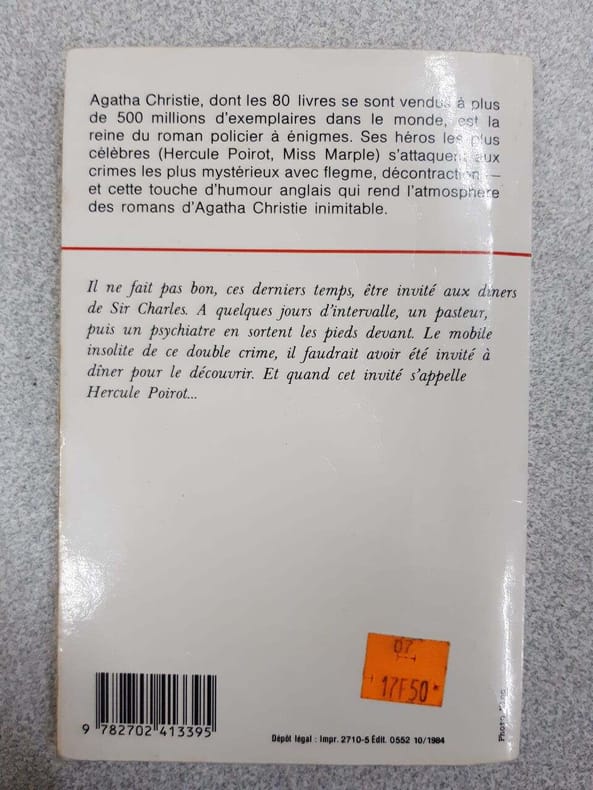 Agatha Christie, dont les 80 livres se sont vendus à plus
de 500 millions d'exemplaires dans le monde, est la
reine du roman policier à énigmes. Ses héros les plus
célèbres (Hercule Poirot, Miss Marple) s'attaquent aux
crimes les plus mystérieux avec flegme, décontraction —
et cette touche d'humour anglais qui rend l'atmosphère
des romans d'Agatha Christie inimitable.
Il ne fait pas bon, ces derniers temps, être invité aux dîners
de Sir Charles. A quelques jours d'intervalle, un pasteur,
puis un psychiatre en sortent les pieds devant. Le mobile
insolite de ce double crime, il faudrait avoir été invité à
dîner pour le découvrir. Et quand cet invité s'appelle
Hercule Poirot...
07
17F50
9 782702 413395
Dépôt légal : Impr. 2710-5 Édit. 0552 10/1984
Photo